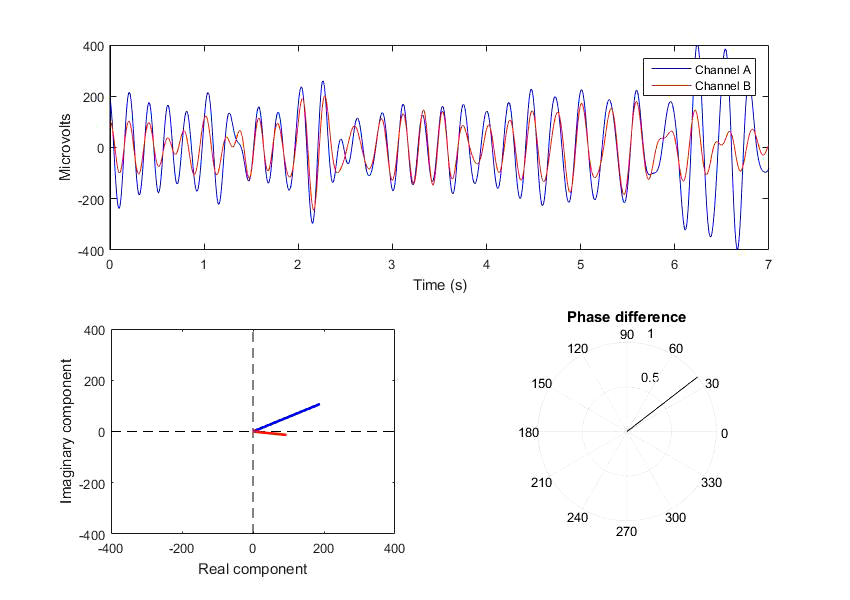 400
200
0
-200
-400
Microvolts
Channel A
Channel B
0 1 2 3 4 5 6 7
Time (s)
400
200
0
-200
-400
Imaginary component
-400 -200 0 200 400
Real component
Phase difference
90 1
120 60
0.5
150 30
180 0
210 330
240 300
270